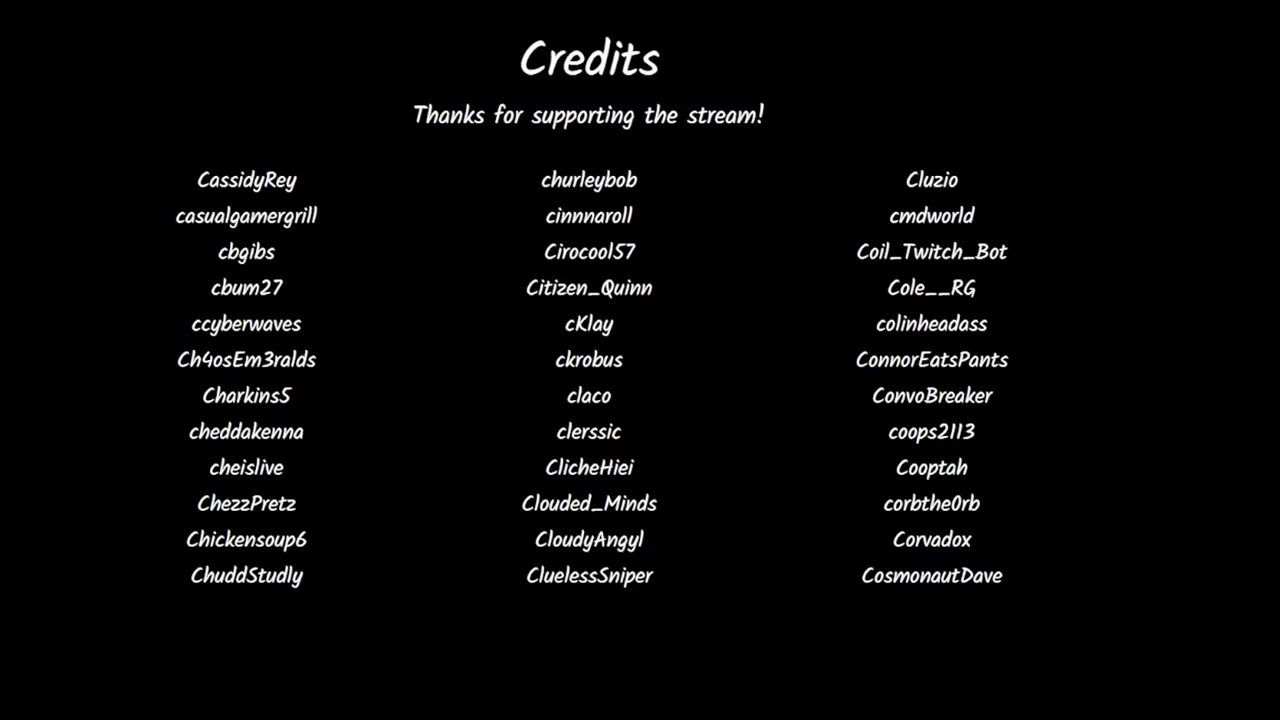 Credits
Thanks for supporting the stream!
CassidyRey
casualgamergrill
cbgibs
cbum27
ccyberwaves
Ch4osEm3ralds
Charkins5
cheddakenna
cheislive
ChezzPretz
Chickensoup6
ChuddStudly
churleybob
cinnnaroll
Cirocool57
Citizen_Quinn
cKlay
ckrobus
claco
clerssic
ClicheHiei
Clouded_Minds
CloudyAngyl
CluelessSniper
Cluzio
cmdworld
Coil_Twitch_Bot
Cole__RG
colinheadass
ConnorEatsPants
ConvoBreaker
coops2113
Cooptah
corbthe0rb
Corvadox
CosmonautDave